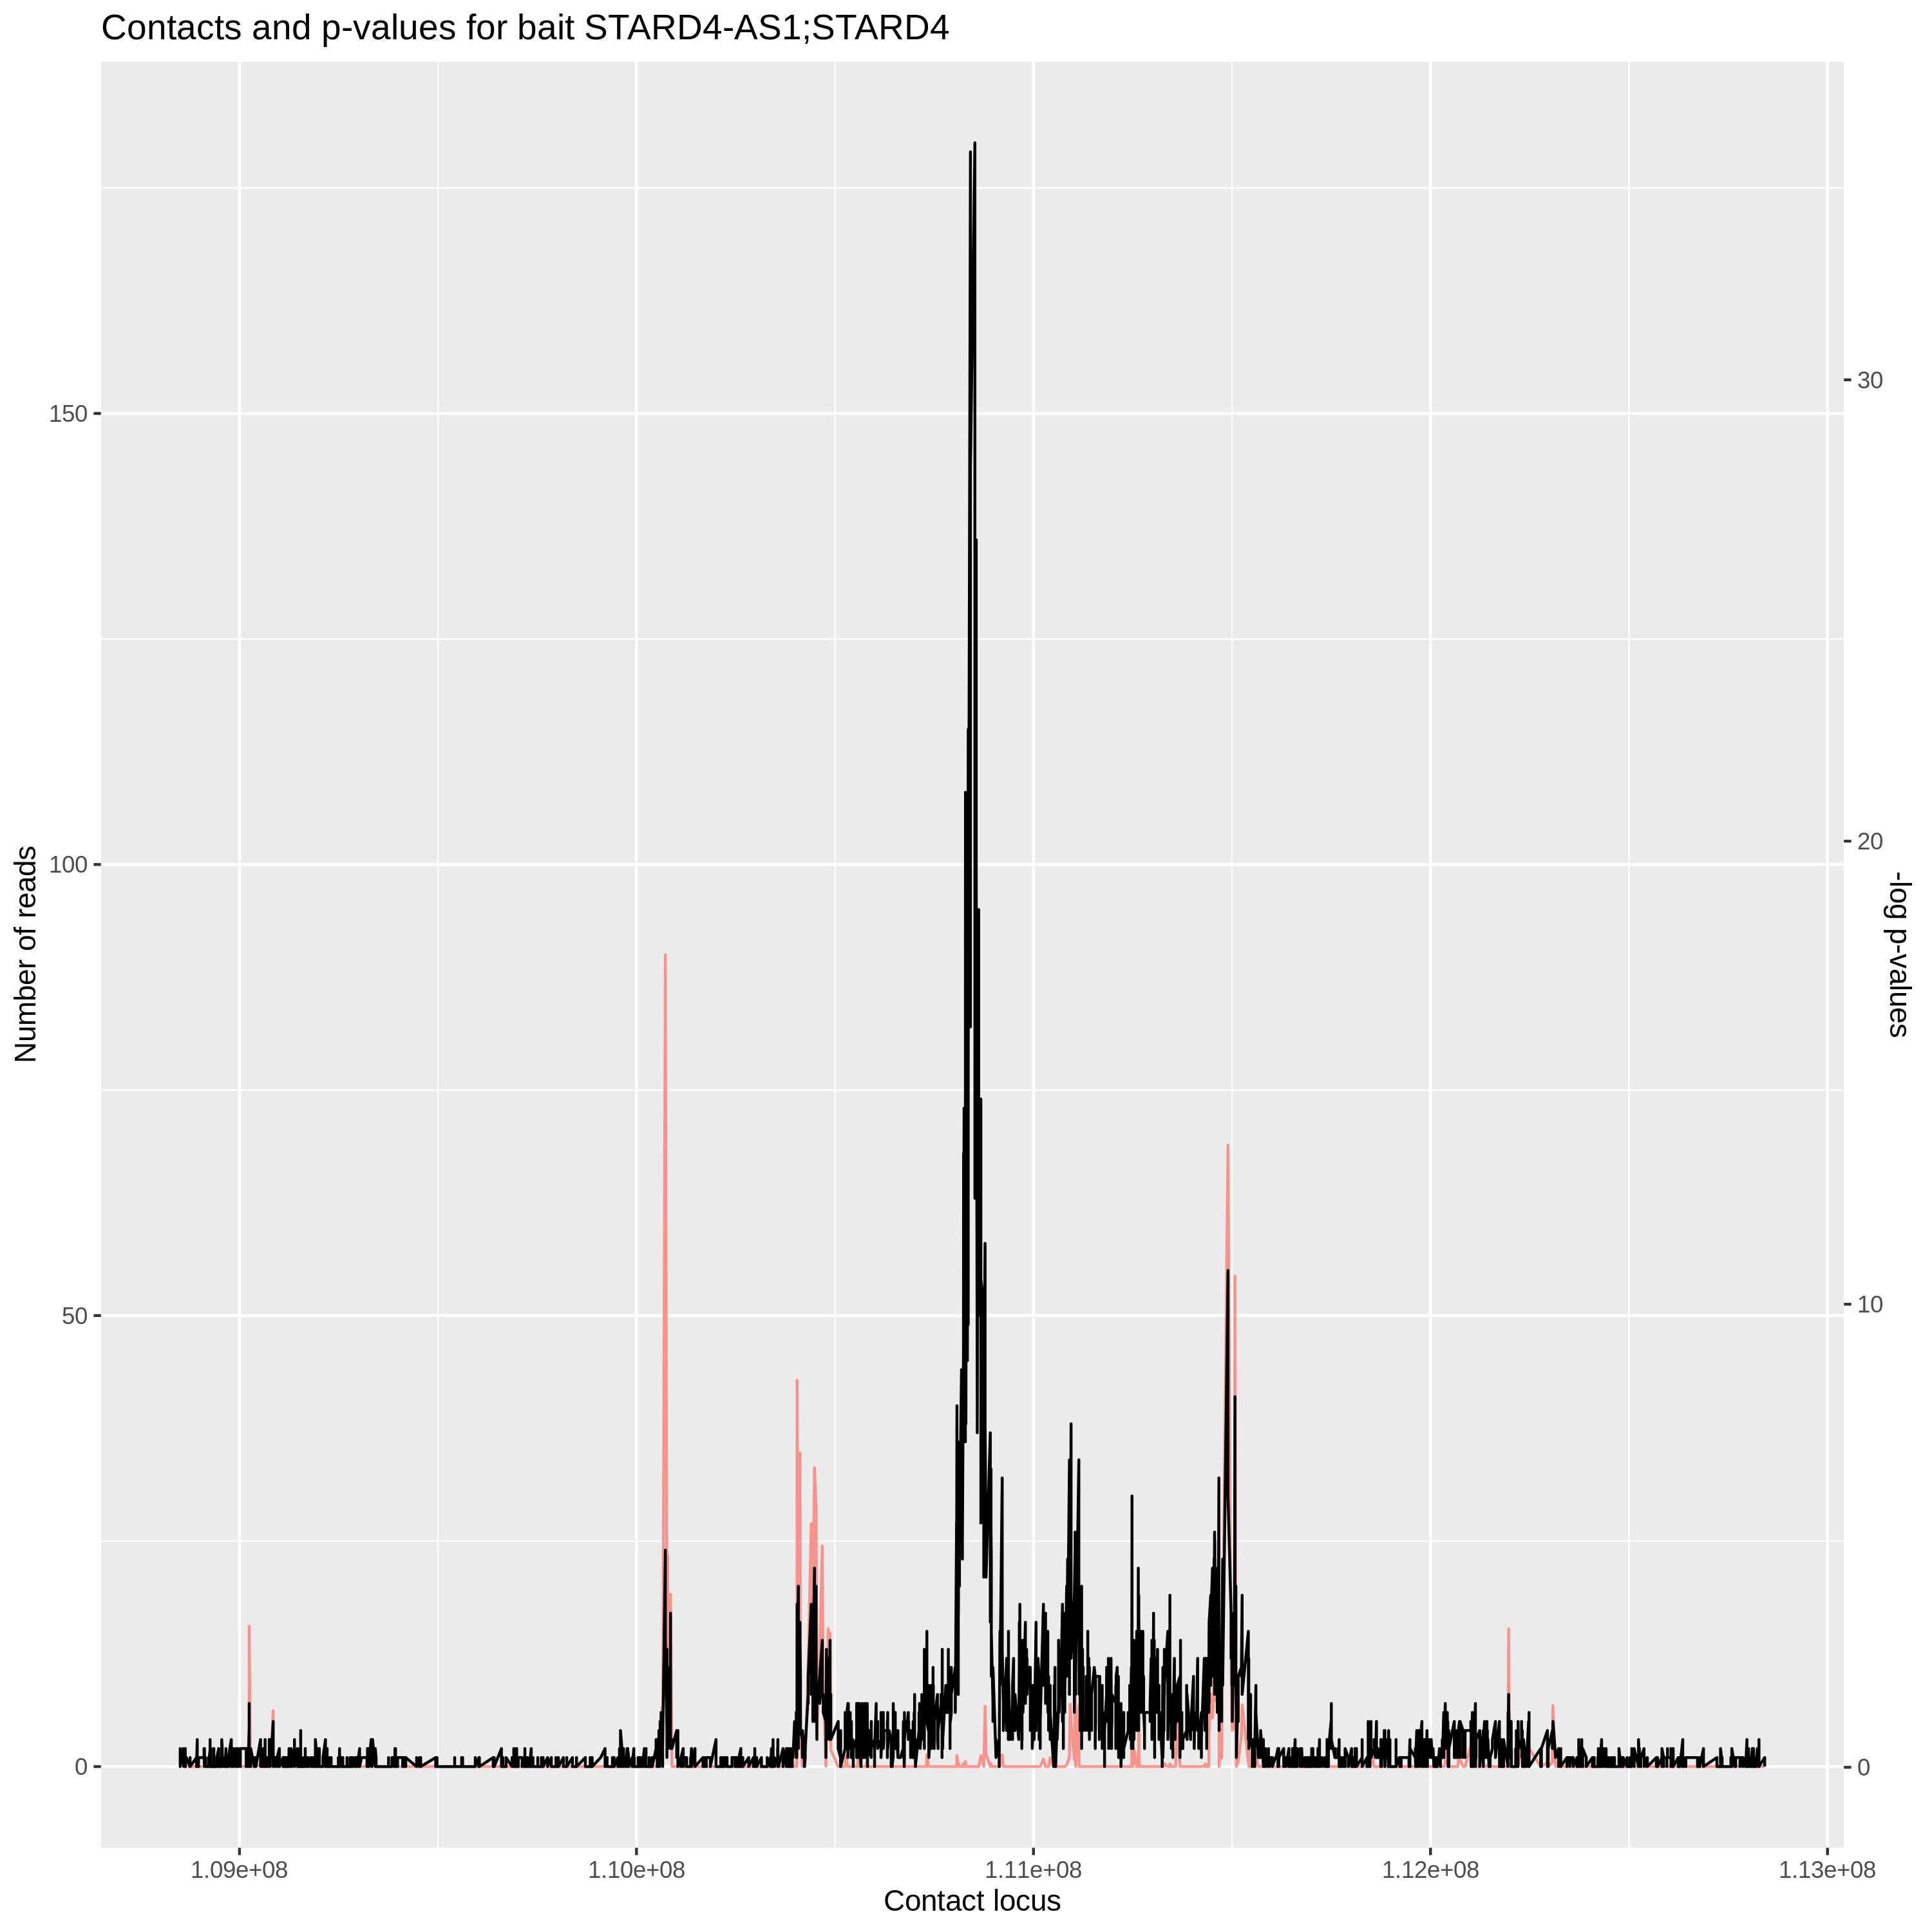 Contacts and p-values for bait STARD4-AS1;STARD4
Number of reads
150
100
50
0
30
20
10
0
-log p-values
1.09e+08
1.10e+08
1.11e+08
1.12e+08
1.13e+08
Contact locus